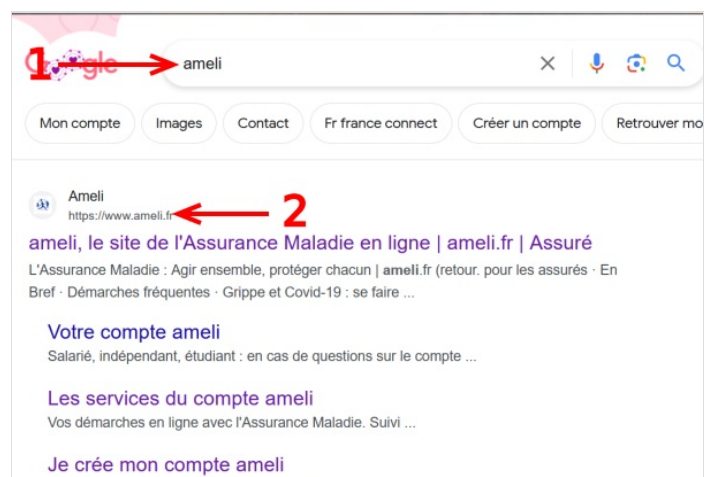 1 Google ameli
Mon compte Images Contact Fr france connect Créer un compte Retrouver mo
Ameli
https://www.ameli.fr 2
ameli, le site de l'Assurance Maladie en ligne | ameli.fr | Assuré
L'Assurance Maladie : Agir ensemble, protéger chacun | ameli.fr (retour. pour les assurés · En
Bref · Démarches fréquentes · Grippe et Covid-19 : se faire ...
Votre compte ameli
Salarié, indépendant, étudiant : en cas de questions sur le compte ...
Les services du compte ameli
Vos démarches en ligne avec l'Assurance Maladie. Suivi ...
Je crée mon compte ameli